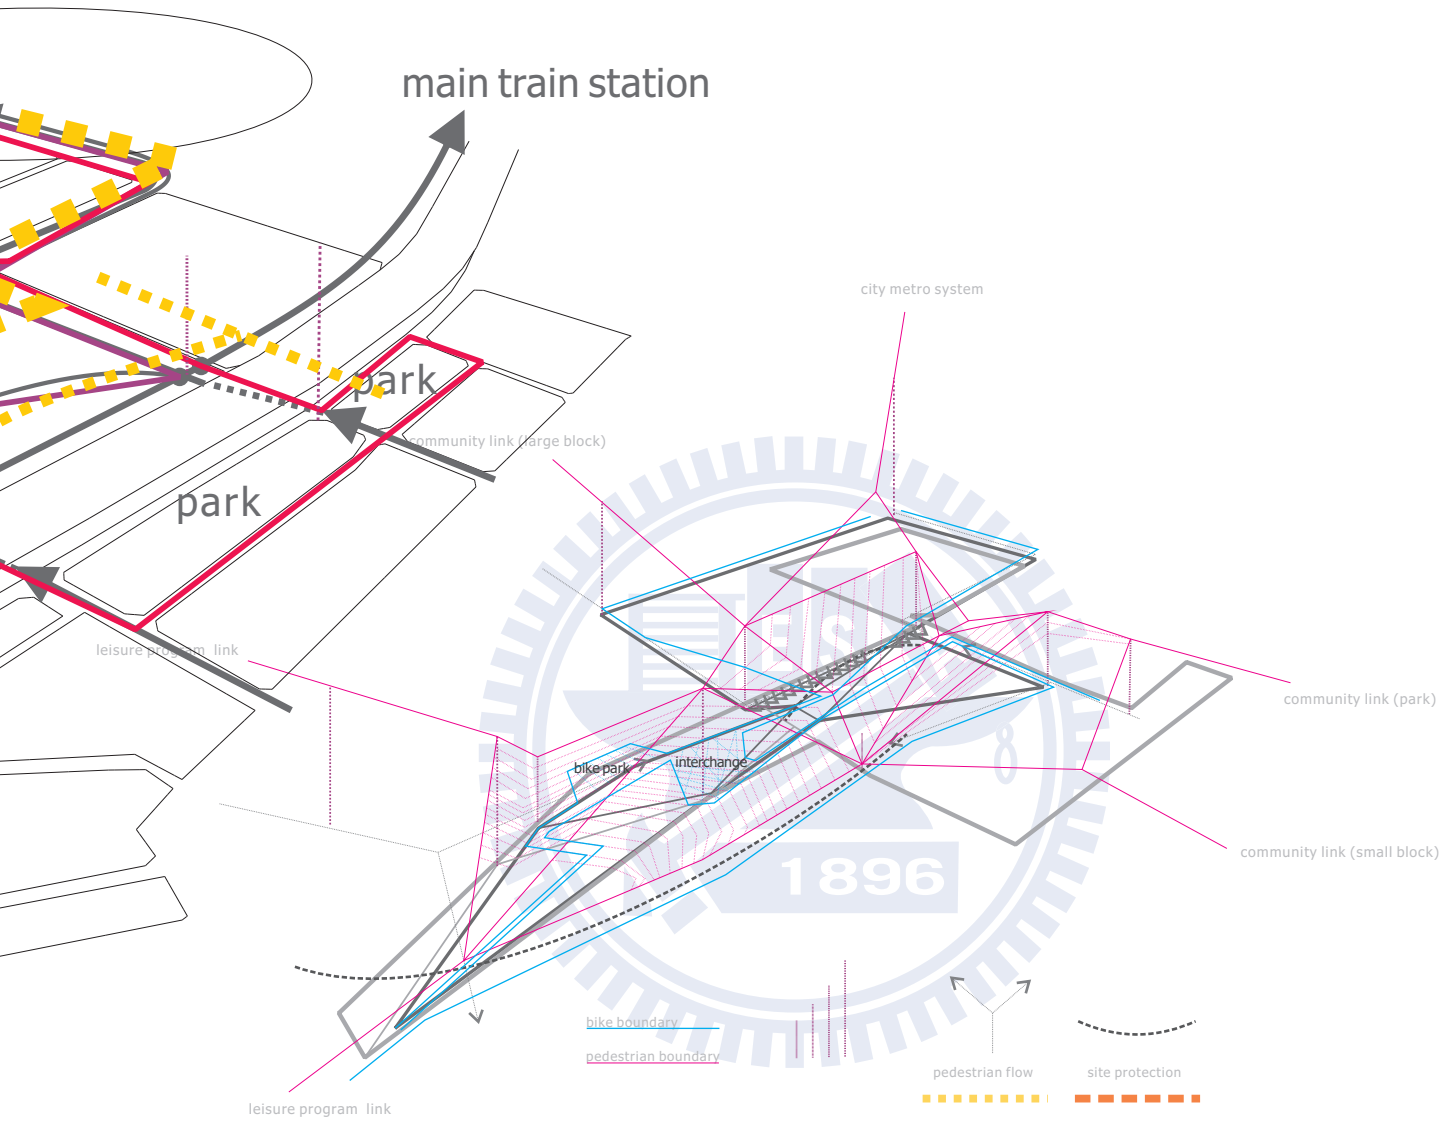 main train station
city metro system
park
community link (large block)
park
leisure program link
community link (park)
bike park
interchange
community link (small block)
1896
bike boundary
pedestrian boundary
pedestrian flow
site protection
leisure program link